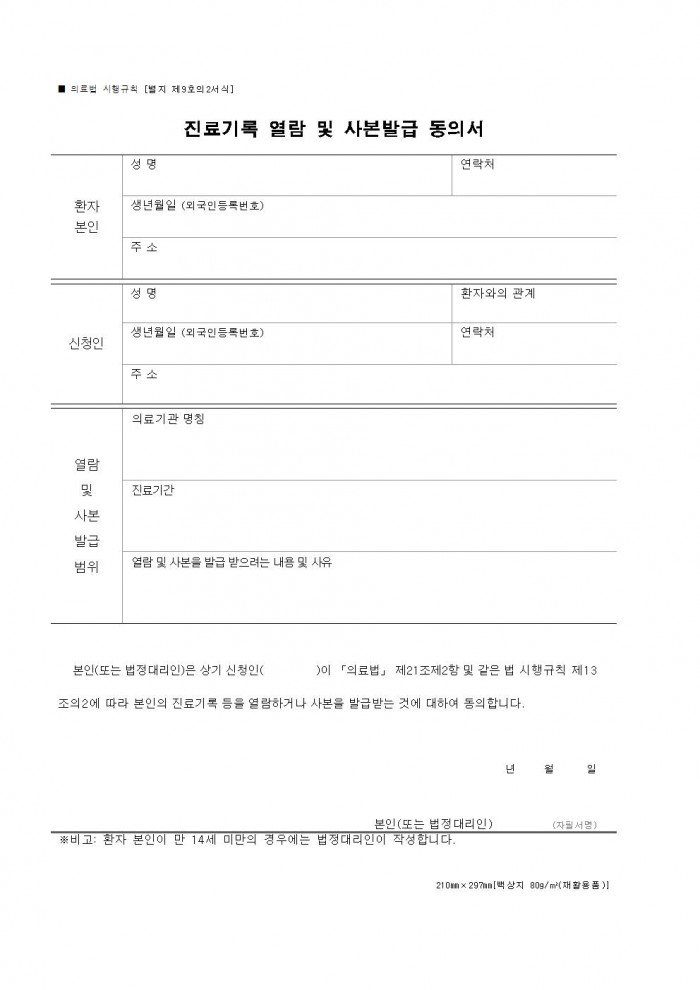 ■ 의료법 시행규칙 [별지 제9호의2서식]
진료기록 열람 및 사본발급 동의서
환자
본인
성 명
연락처
생년월일 (외국인등록번호)
주 소
신청인
성 명
환자와의 관계
생년월일 (외국인등록번호)
연락처
주 소
열람
및
사본
발급
범위
의료기관 명칭
진료기간
열람 및 사본을 발급 받으려는 내용 및 사유
본인(또는 법정대리인)은 상기 신청인( )이 「의료법」 제21조제2항 및 같은 법 시행규칙 제13
조의2에 따라 본인의 진료기록 등을 열람하거나 사본을 발급받는 것에 대하여 동의합니다.
년 월 일
본인(또는 법정대리인) (자필서명)
※비고: 환자 본인이 만 14세 미만의 경우에는 법정대리인이 작성합니다.
210㎜×297㎜[백상지 80g/㎡(재활용품)]